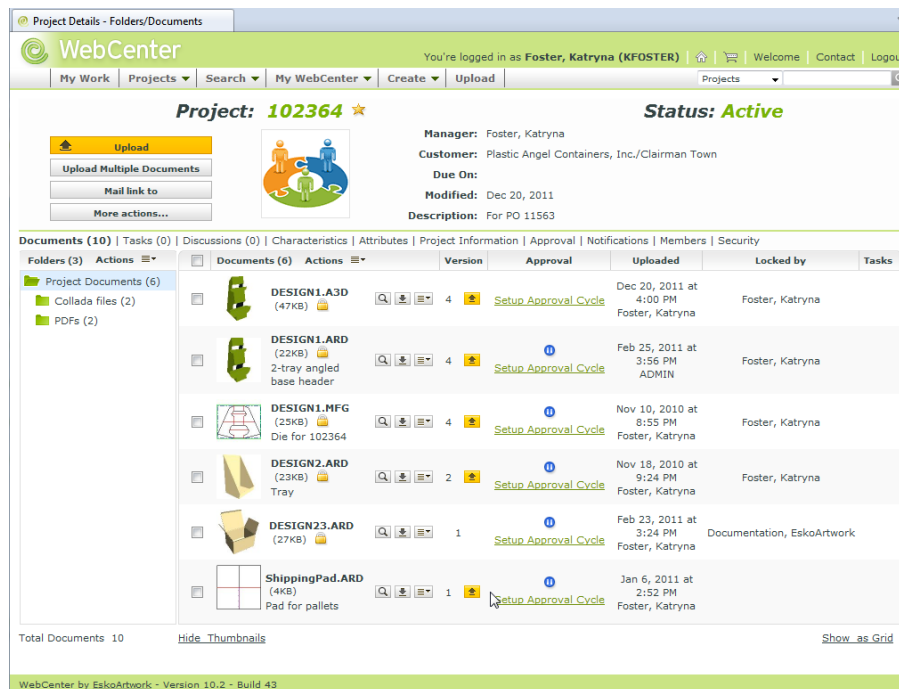 Project Details - Folders/Documents
WebCenter
You're logged in as Foster, Katryna (KFOSTER) | Welcome | Contact | Logou
My Work | Projects | Search | My WebCenter | Create | Upload
Projects
Project: 102364
Status: Active
Upload
Upload Multiple Documents
Mail link to
More actions...
Manager: Foster, Katryna
Customer: Plastic Angel Containers, Inc./Clairman Town
Due On:
Modified: Dec 20, 2011
Description: For PO 11563
Documents (10) | Tasks (0) | Discussions (0) | Characteristics | Attributes | Project Information | Approval | Notifications | Members | Security
Folders (3) Actions
Project Documents (6)
Collada files (2)
PDFs (2)
Documents (6) Actions Version Approval Uploaded Locked by Tasks
DESIGN1.A3D
(47KB)
4
Setup Approval Cycle
Dec 20, 2011 at
4:00 PM
Foster, Katryna
Foster, Katryna
DESIGN1.ARD
(22KB)
2-tray angled
base header
4
Setup Approval Cycle
Feb 25, 2011 at
3:56 PM
ADMIN
Foster, Katryna
DESIGN1.MFG
(25KB)
Die for 102364
4
Setup Approval Cycle
Nov 10, 2010 at
8:55 PM
Foster, Katryna
Foster, Katryna
DESIGN2.ARD
(23KB)
Tray
2
Setup Approval Cycle
Nov 18, 2010 at
9:24 PM
Foster, Katryna
Foster, Katryna
DESIGN23.ARD
(27KB)
1
Setup Approval Cycle
Feb 23, 2011 at
3:24 PM
Foster, Katryna
Documentation, EskoArtwork
ShippingPad.ARD
(4KB)
Pad for pallets
1
Setup Approval Cycle
Jan 6, 2011 at
2:52 PM
Foster, Katryna
Total Documents 10
Hide Thumbnails
Show as Grid
WebCenter by EskoArtwork - Version 10.2 - Build 43